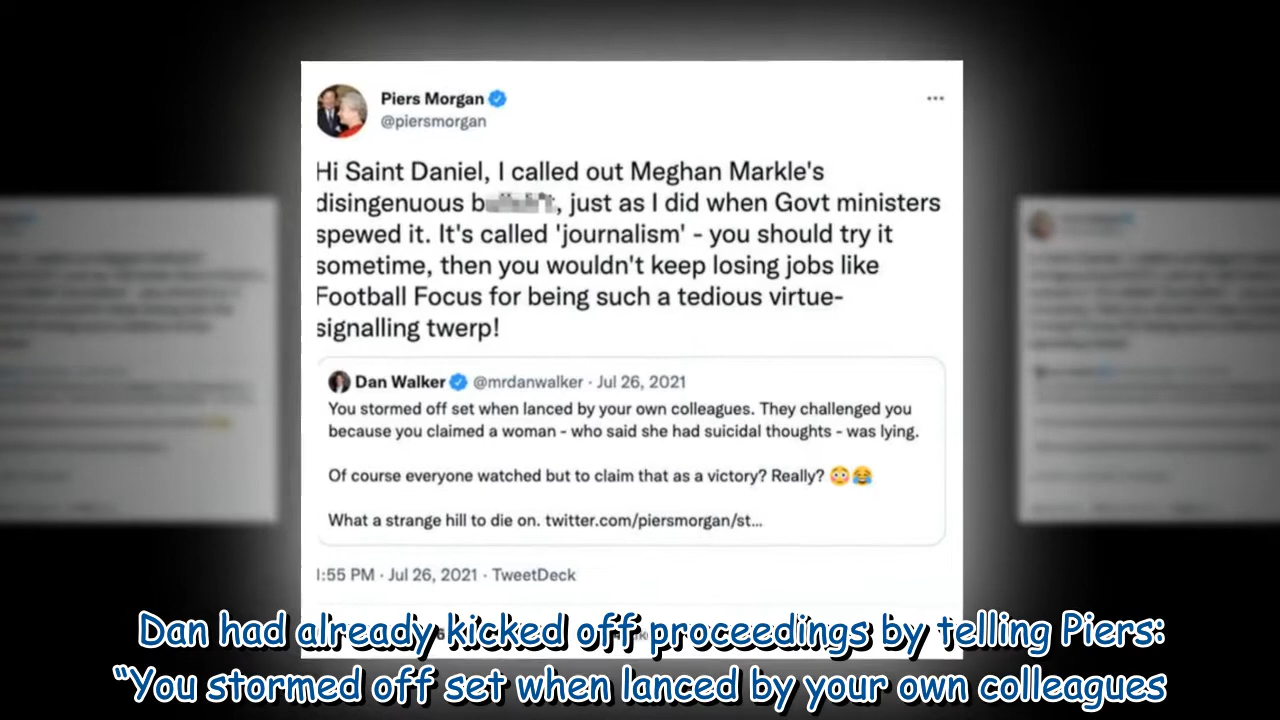 Piers Morgan
@piersmorgan
Hi Saint Daniel, I called out Meghan Markle's
disingenuous b, just as I did when Govt ministers
spewed it. It's called 'journalism' - you should try it
sometime, then you wouldn't keep losing jobs like
Football Focus for being such a tedious virtue-
signalling twerp!
Dan Walker @mrdanwalker · Jul 26, 2021
You stormed off set when lanced by your own colleagues. They challenged you
because you claimed a woman - who said she had suicidal thoughts - was lying.
Of course everyone watched but to claim that as a victory? Really? 😳😂
What a strange hill to die on. twitter.com/piersmorgan/st...
1:55 PM · Jul 26, 2021 · TweetDeck
Dan had already kicked off proceedings by telling Piers:
“You stormed off set when lanced by your own colleagues